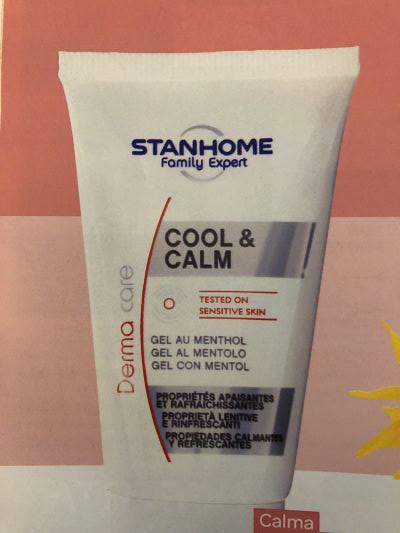 STANHOME
Family Expert
Derma care
COOL &
CALM
TESTED ON
SENSITIVE SKIN
GEL AU MENTHOL
GEL AL MENTOLO
GEL CON MENTOL
PROPRIÉTÉS APAISANTES
ET RAFRAICHISSANTES
PROPRIETÀ LENITIVE
E RINFRESCANTI
PROPIEDADES CALMANTES
Y REFRESCANTES
Calma